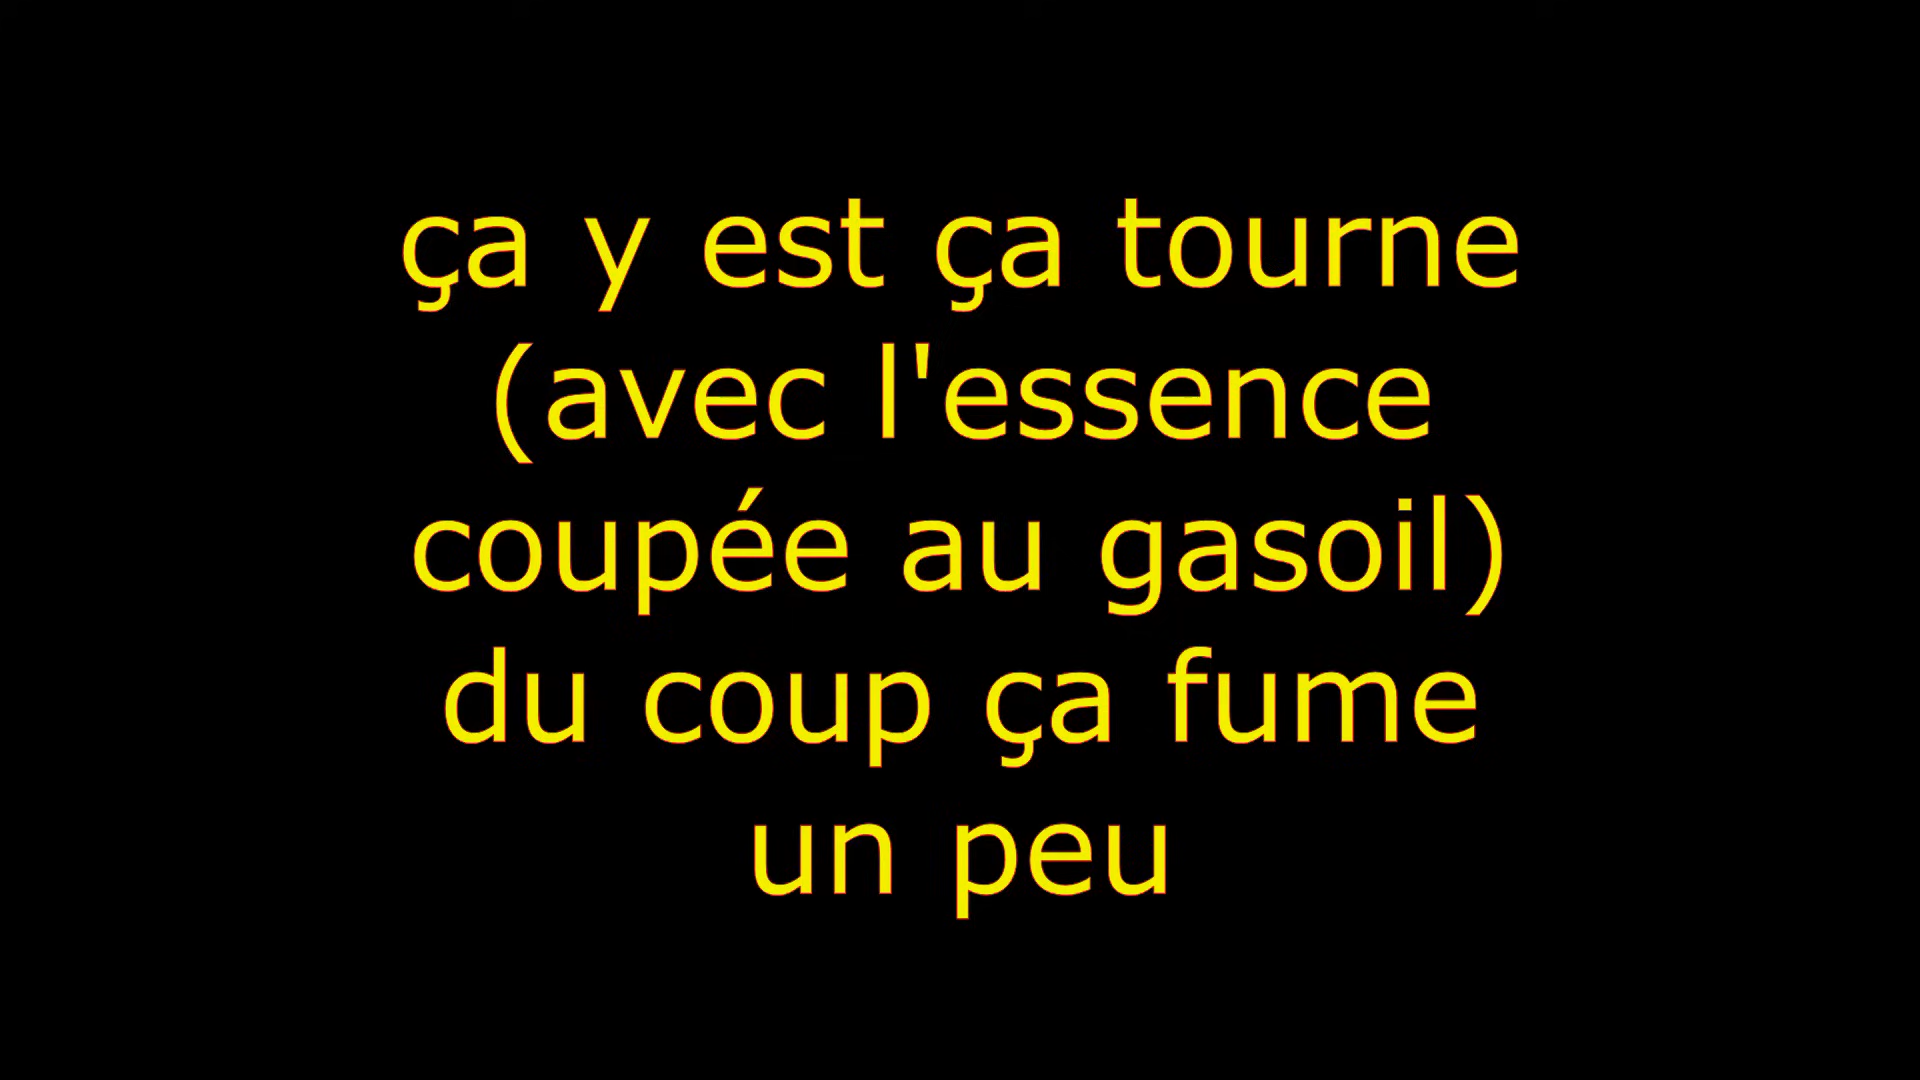 ça y est ça tourne
(avec l'essence
coupée au gasoil)
du coup ça fume
un peu